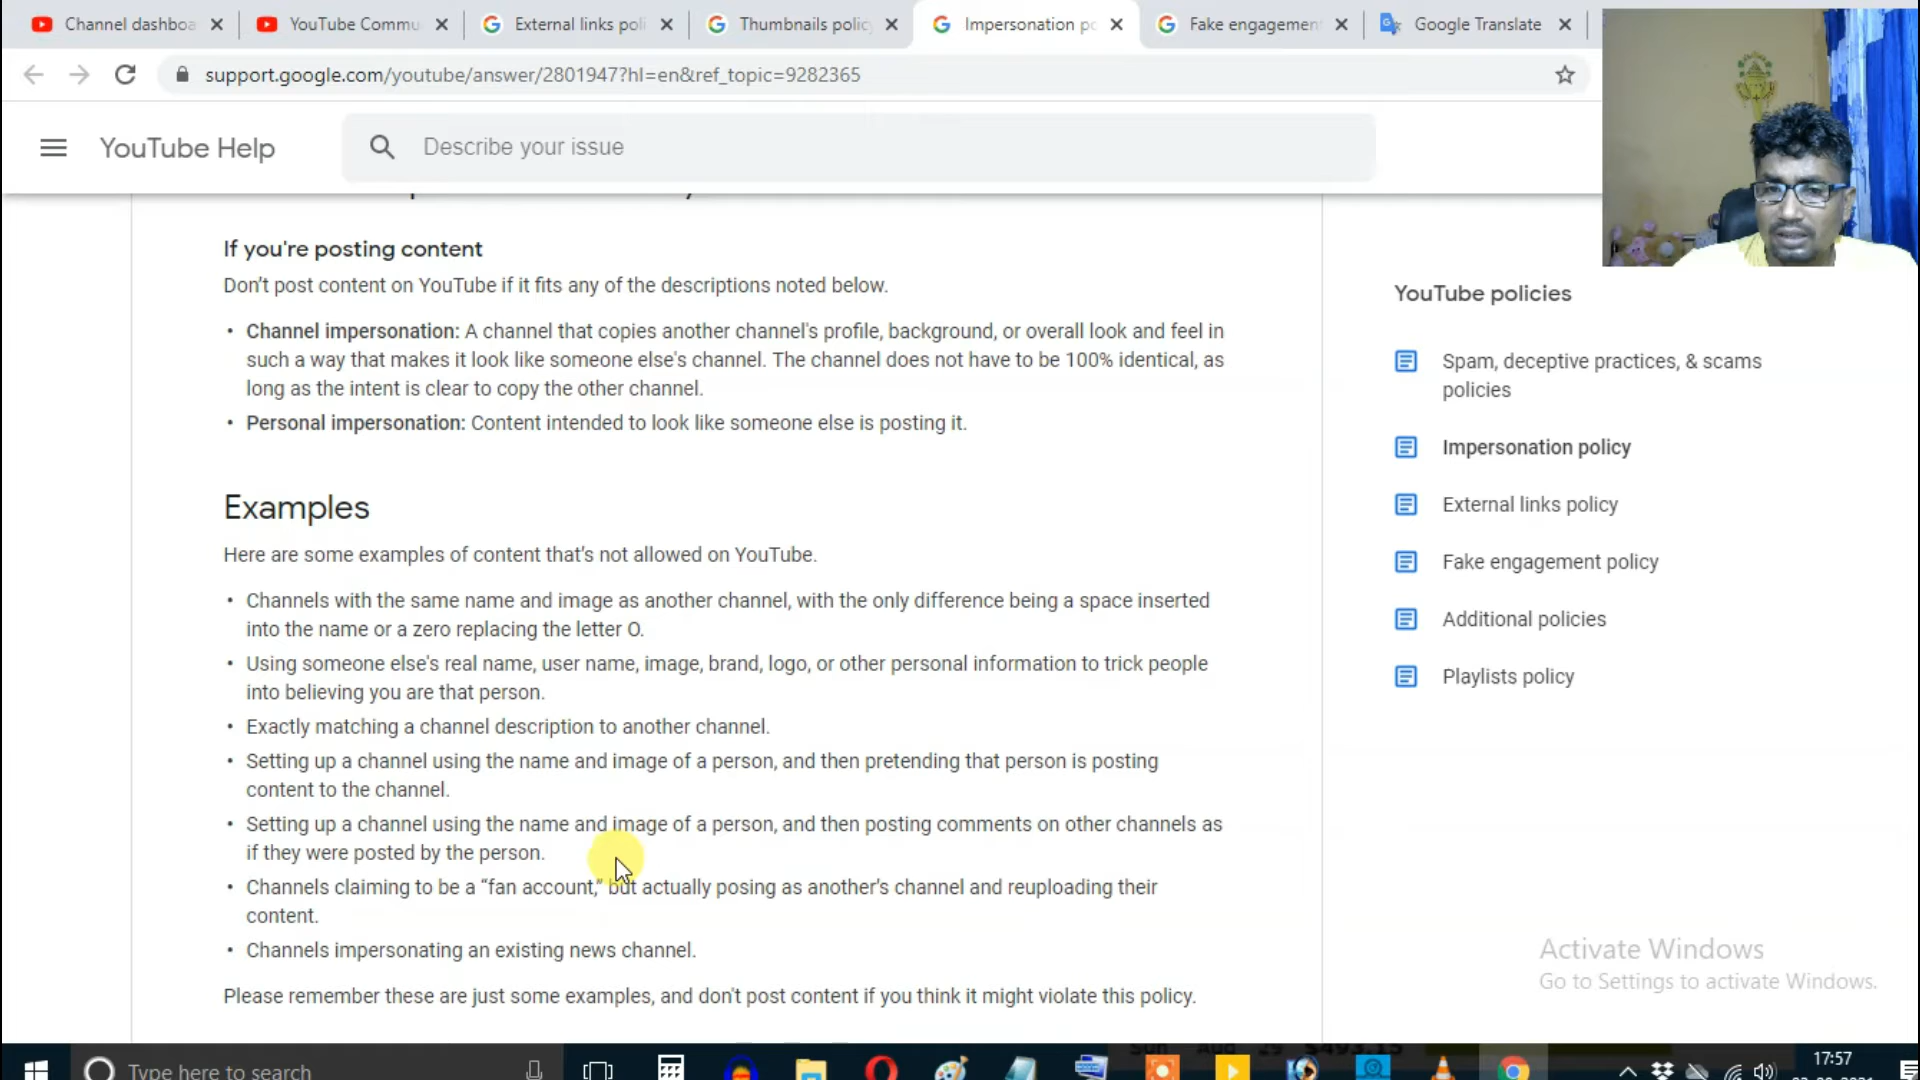 Channel dashboa
YouTube Commu
External links poli
Thumbnails policy
Impersonation po
Fake engagement
Google Translate
support.google.com/youtube/answer/2801947?hl=en&ref_topic=9282365
YouTube Help
Describe your issue
If you're posting content
Don't post content on YouTube if it fits any of the descriptions noted below.
• Channel impersonation: A channel that copies another channel's profile, background, or overall look and feel in
such a way that makes it look like someone else's channel. The channel does not have to be 100% identical, as
long as the intent is clear to copy the other channel.
• Personal impersonation: Content intended to look like someone else is posting it.
Examples
Here are some examples of content that's not allowed on YouTube.
• Channels with the same name and image as another channel, with the only difference being a space inserted
into the name or a zero replacing the letter O.
• Using someone else's real name, user name, image, brand, logo, or other personal information to trick people
into believing you are that person.
• Exactly matching a channel description to another channel.
• Setting up a channel using the name and image of a person, and then pretending that person is posting
content to the channel.
• Setting up a channel using the name and image of a person, and then posting comments on other channels as
if they were posted by the person.
• Channels claiming to be a “fan account,” but actually posing as another's channel and reuploading their
content.
• Channels impersonating an existing news channel.
Please remember these are just some examples, and don't post content if you think it might violate this policy.
YouTube policies
Spam, deceptive practices, & scams
policies
Impersonation policy
External links policy
Fake engagement policy
Additional policies
Playlists policy
Activate Windows
Go to Settings to activate Windows.
Type here to search
17:57